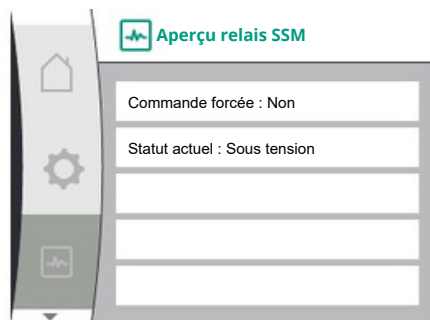 Aperçu relais SSM
Commande forcée : Non
Statut actuel : Sous tension